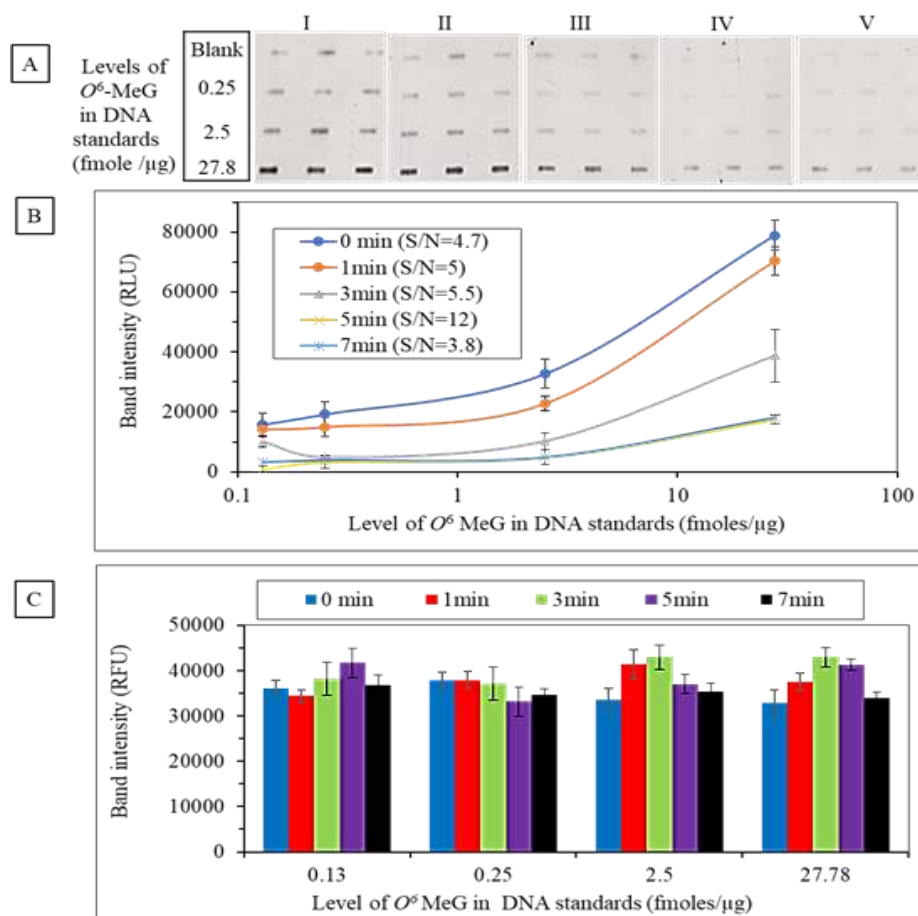 I II III IV V
A
Levels of
O⁶-MeG
in DNA
standards
(fmole /µg)
Blank
0.25
2.5
27.8
B
Band intensity (RLU)
80000
60000
40000
20000
0
0 min (S/N=4.7)
1min (S/N=5)
3min (S/N=5.5)
5min (S/N=12)
7min (S/N=3.8)
0.1 1 10 100
Level of O⁶ MeG in DNA standards (fmoles/µg)
C
0 min 1min 3min 5min 7min
Band intensity (RFU)
50000
40000
30000
20000
10000
0
0.13 0.25 2.5 27.78
Level of O⁶ MeG in DNA standards (fmoles/µg)